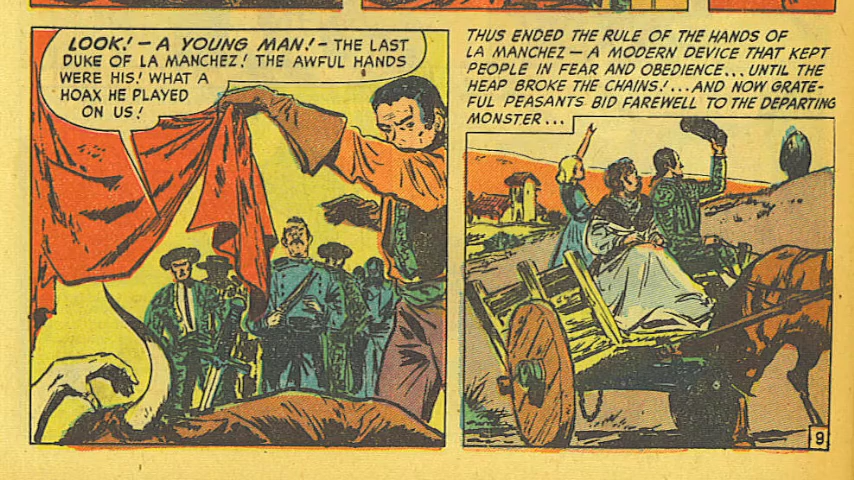 LOOK! – A YOUNG MAN! – THE LAST
DUKE OF LA MANCHEZ! THE AWFUL HANDS
WERE HIS! WHAT A
HOAX HE PLAYED
ON US!
THUS ENDED THE RULE OF THE HANDS OF
LA MANCHEZ – A MODERN DEVICE THAT KEPT
PEOPLE IN FEAR AND OBEDIENCE... UNTIL THE
HEAP BROKE THE CHAINS!...AND NOW GRATE-
FUL PEASANTS BID FAREWELL TO THE DEPARTING
MONSTER...
9